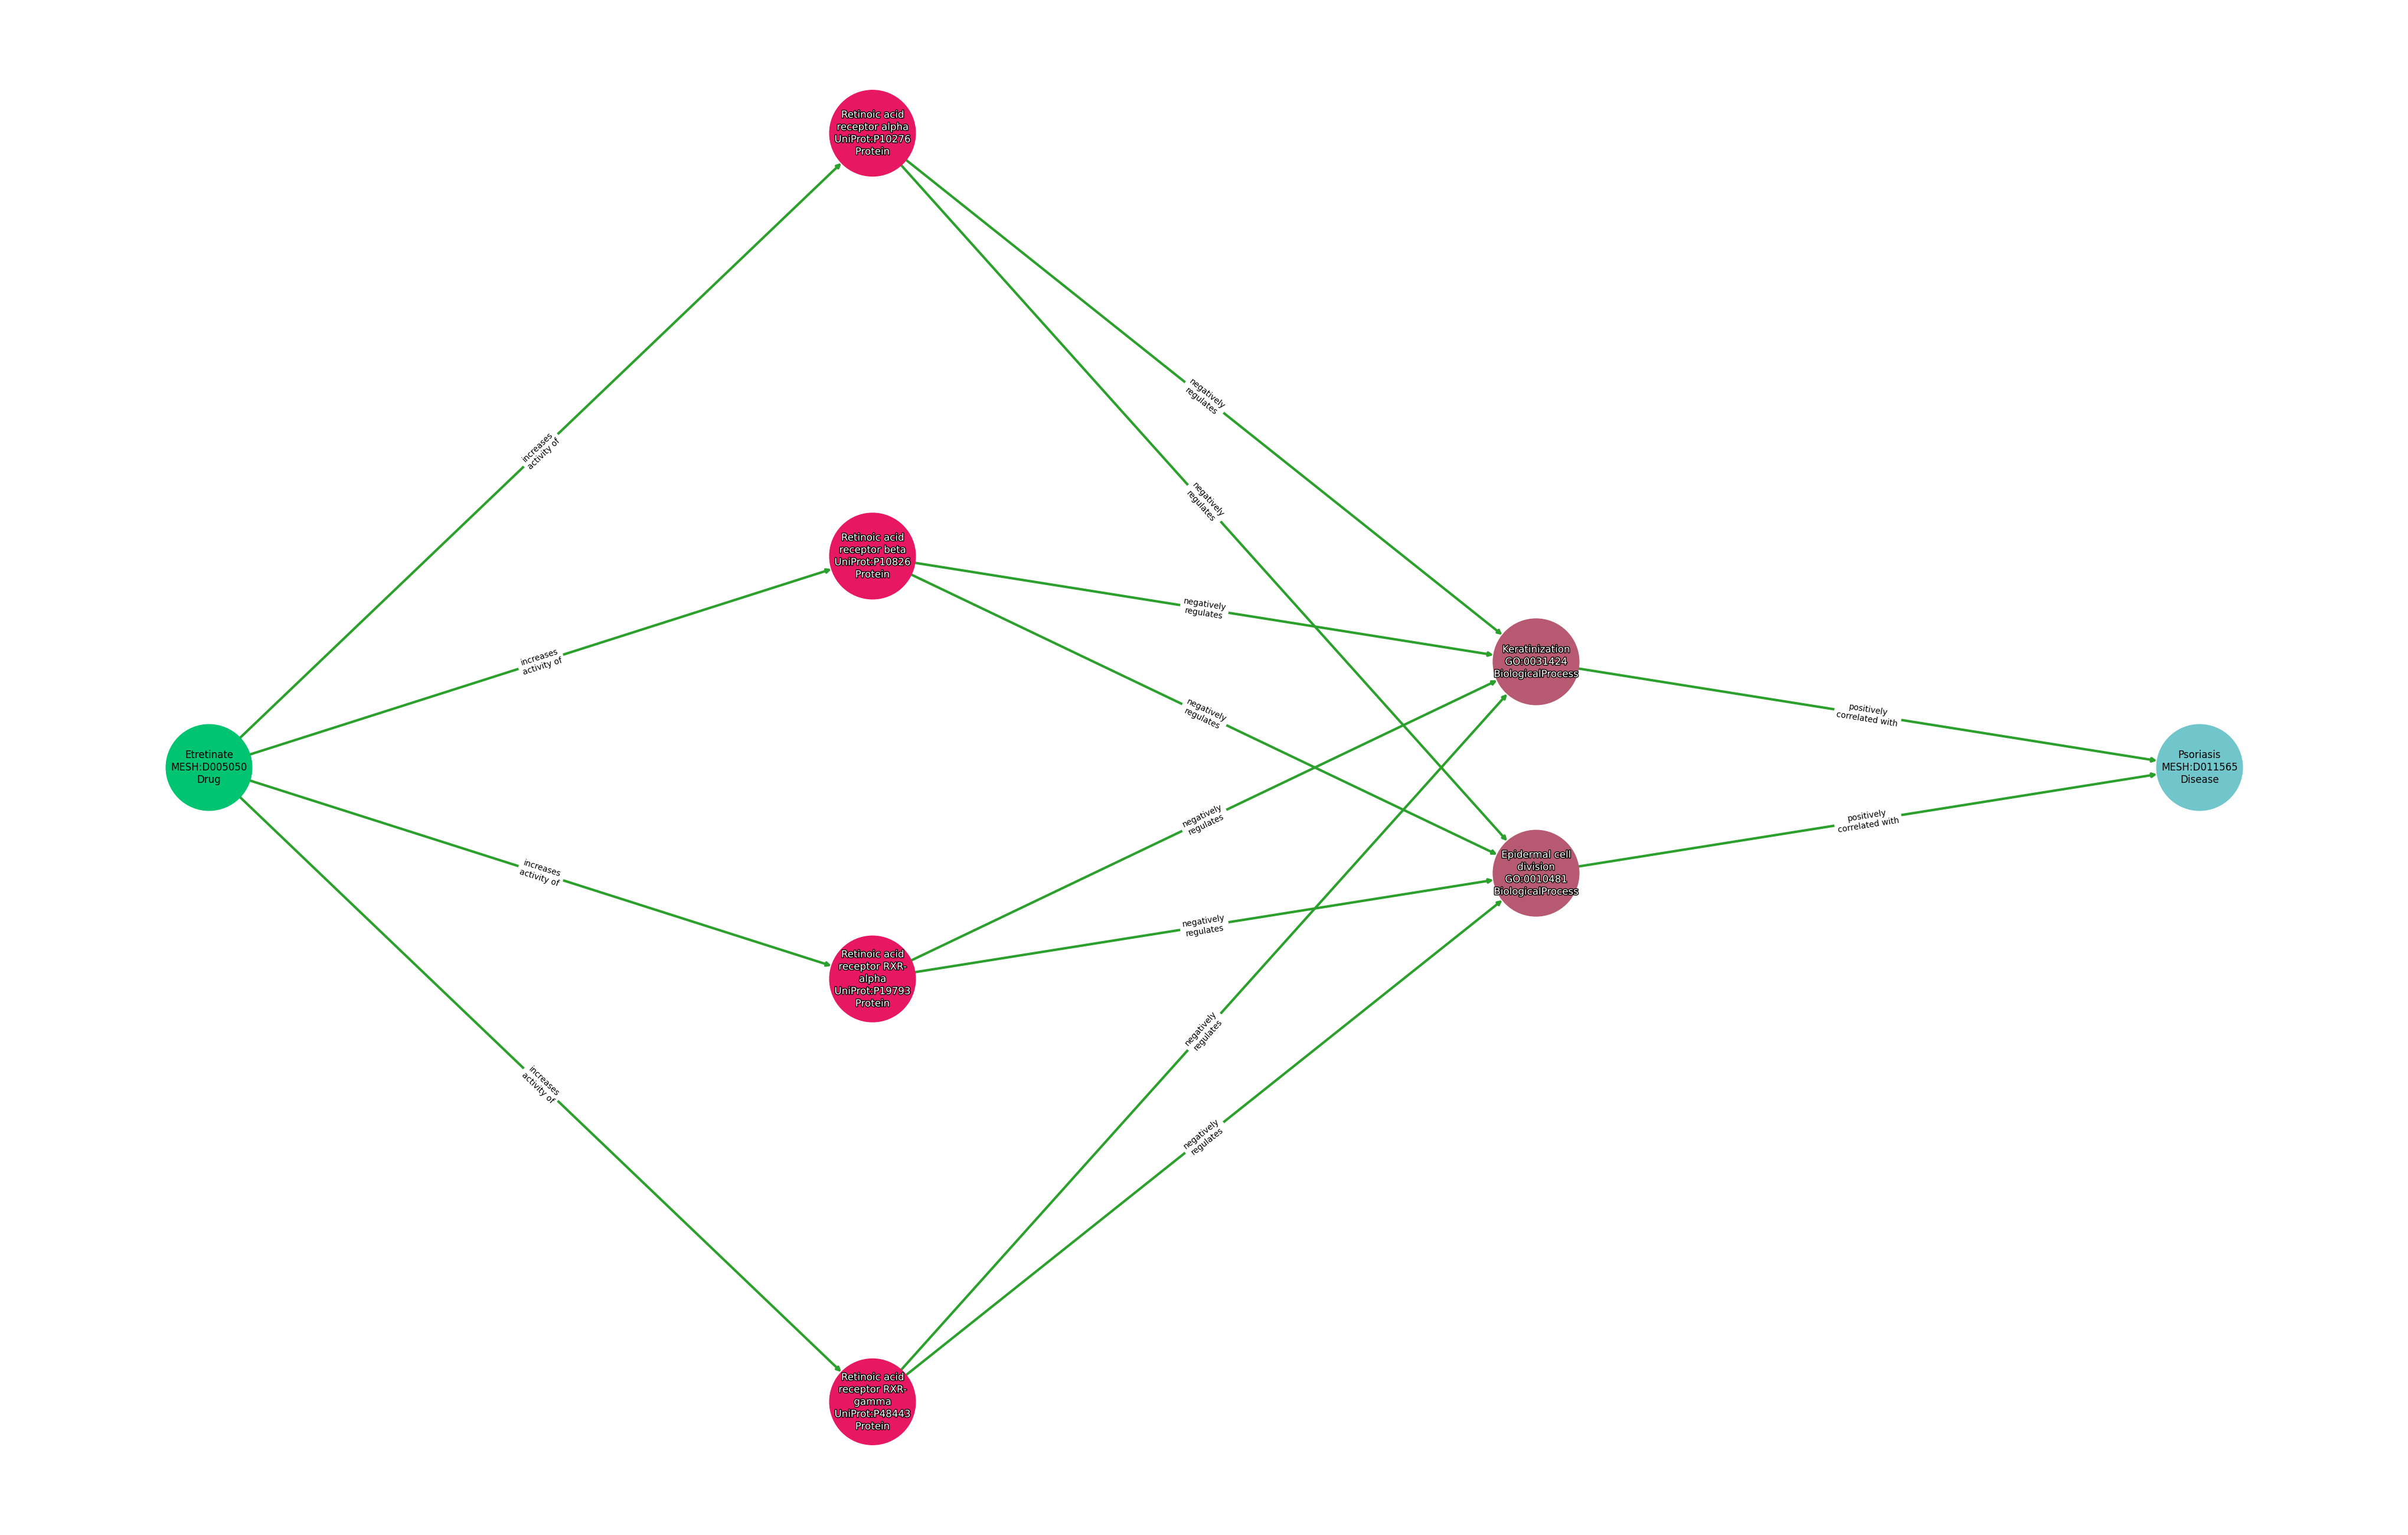 Retinoic acid
receptor alpha
UniProt:P10276
Protein
negatively
regulates
increases
activity of
negatively
regulates
Retinoic acid
receptor beta
UniProt:P10826
Protein
negatively
regulates
increases
activity of
Keratinization
GO:0031424
BiologicalProcess
negatively
regulates
positively
correlated with
Etretinate
MESH:D005050
Drug
Psoriasis
MESH:D011565
Disease
negatively
regulates
positively
correlated with
increases
activity of
Epidermal cell
division
GO:0010481
BiologicalProcess
negatively
regulates
Retinoic acid
receptor RXR-
alpha
UniProt:P19793
Protein
negatively
regulates
increases
activity of
negatively
regulates
Retinoic acid
receptor RXR-
gamma
UniProt:P48443
Protein